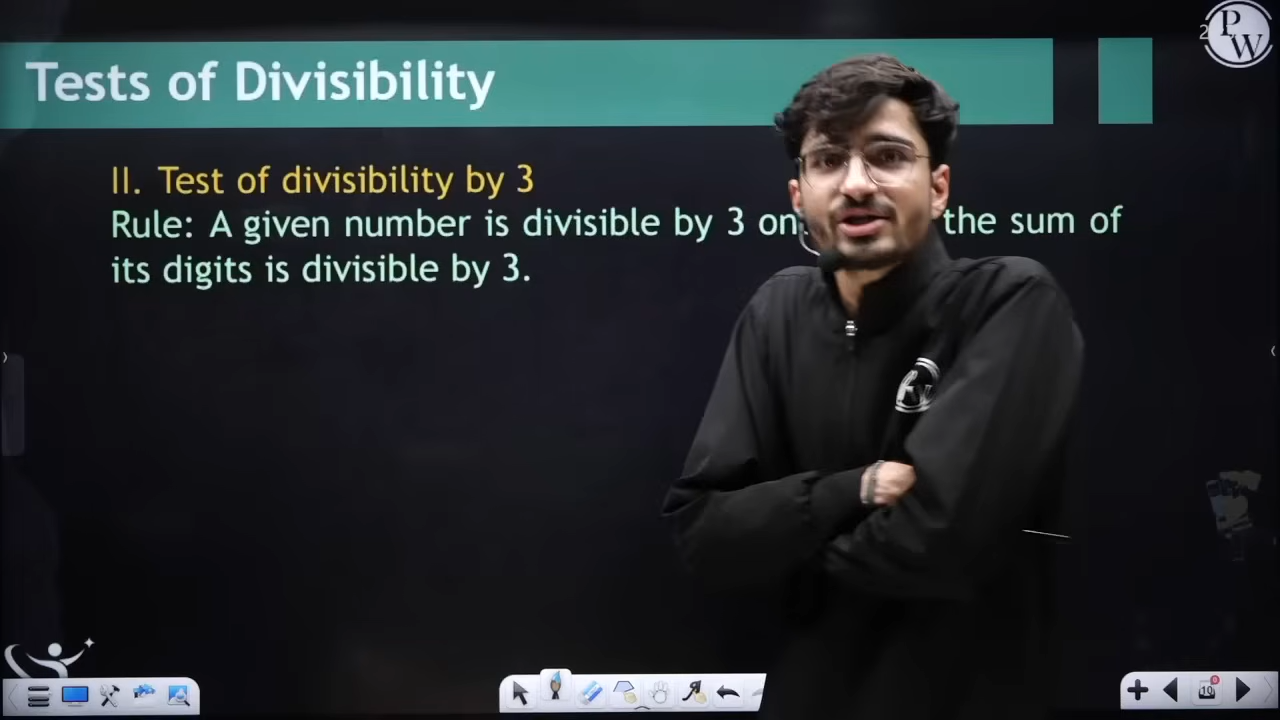 PW
Tests of Divisibility
II. Test of divisibility by 3
Rule: A given number is divisible by 3 on the sum of
its digits is divisible by 3.